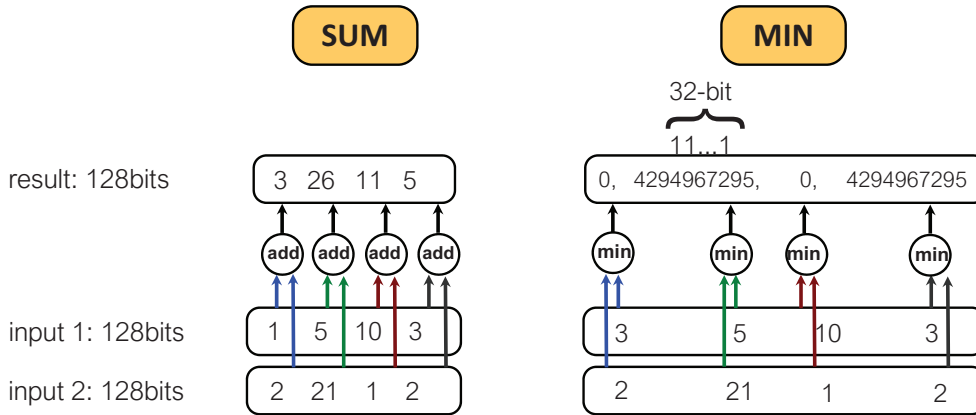 SUM MIN
32-bit
11...1
result: 128bits 3 26 11 5 0, 4294967295, 0, 4294967295
add add add add min min min min
input 1: 128bits 1 5 10 3 3 5 10 3
input 2: 128bits 2 21 1 2 2 21 1 2